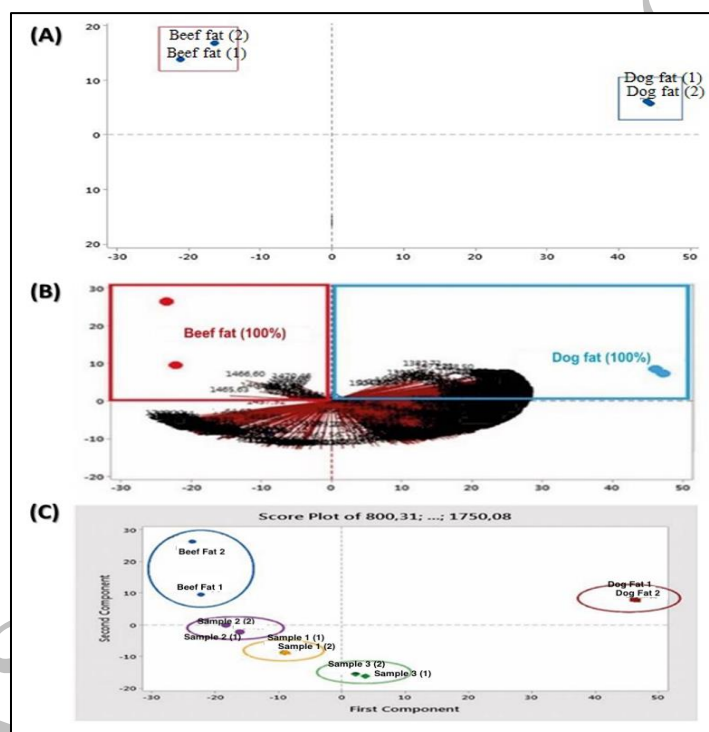 (A)
20
Beef fat (2)
Beef fat (1)
Dog fat (1)
Dog fat (2)
10
0
10
20
-30 -20 -10 0 10 20 30 40 50
(B)
30
Beef fat (100%)
Dog fat (100%)
20
10
1466.60
1465.63
0
-10
-20
-30 -20 -10 0 10 20 30 40 50
(C)
Score Plot of 800,31; ...; 1750,08
Second Component
30
20
10
0
-10
-20
Beef Fat 2
Beef Fat 1
Dog Fat 1
Dog Fat 2
Sample 2 (2)
Sample 2 (1)
Sample 1 (1)
Sample 1 (2)
Sample 3 (2)
Sample 3 (1)
-30 -20 -10 0 10 20 30 40 50
First Component